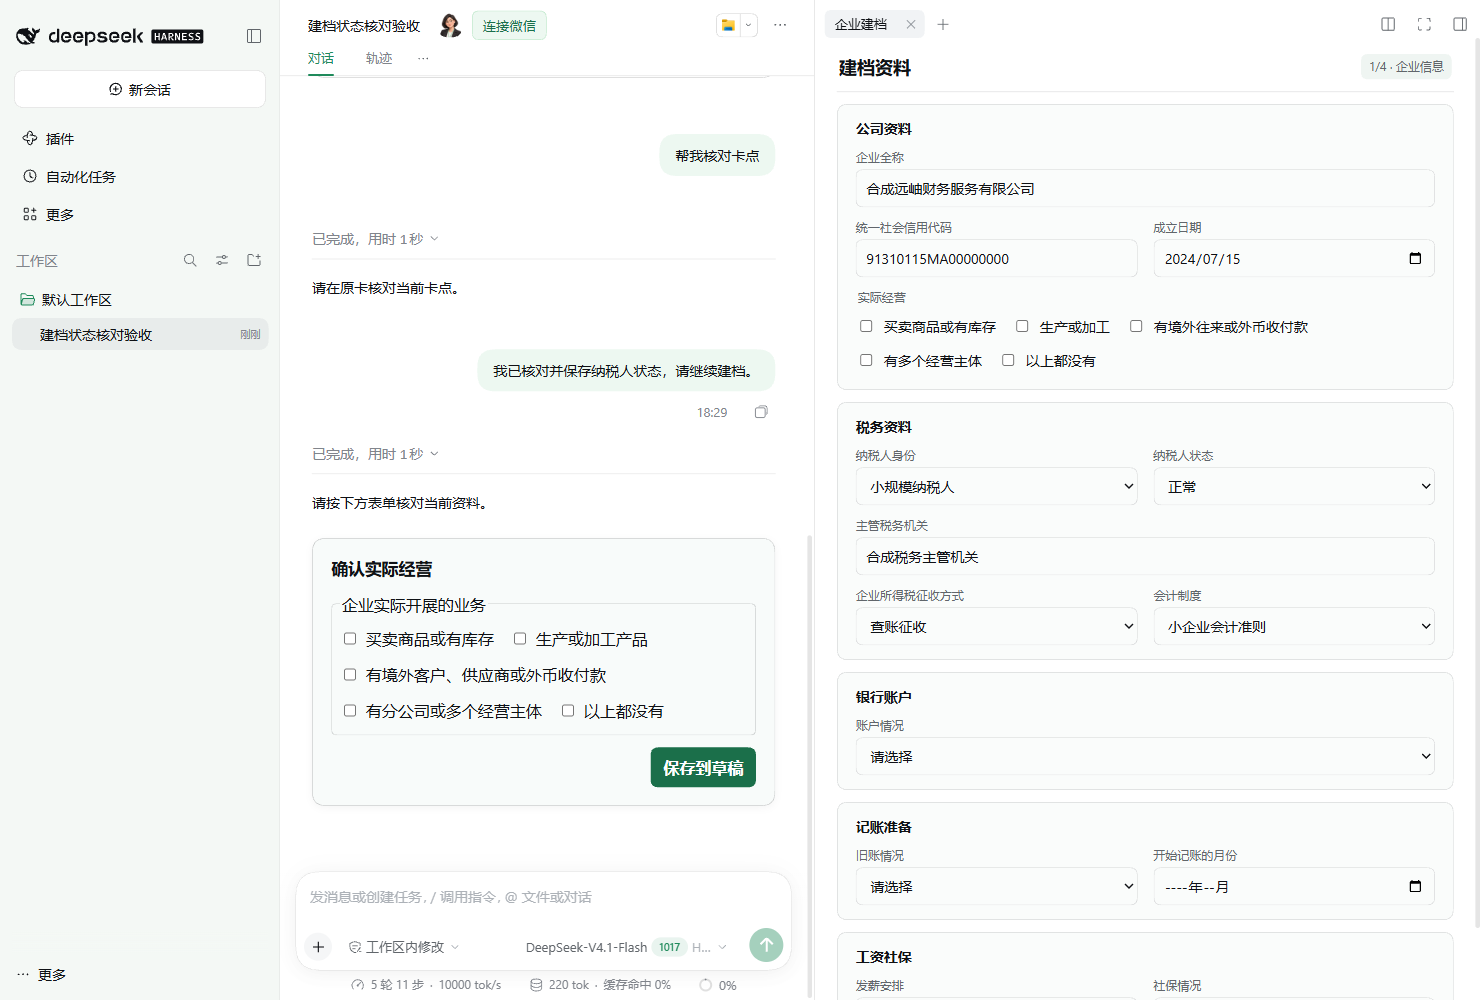 deepseek HARNESS
新会话
插件
自动化任务
更多
工作区
默认工作区
建档状态核对验收 刚刚
更多
建档状态核对验收 连接微信
对话 轨迹
帮我核对卡点
已完成，用时 1 秒
请在原卡核对当前卡点。
我已核对并保存纳税人状态，请继续建档。
18:29
已完成，用时 1 秒
请按下方表单核对当前资料。
确认实际经营
企业实际开展的业务
买卖商品或有库存 生产或加工产品
有境外客户、供应商或外币收付款
有分公司或多个经营主体 以上都没有
保存到草稿
发消息或创建任务, / 调用指令, @ 文件或对话
工作区内修改 DeepSeek-V4.1-Flash 1017 H...
5 轮 11 步 · 10000 tok/s 220 tok · 缓存命中 0% 0%
企业建档
建档资料 1/4 · 企业信息
公司资料
企业全称
合成远岫财务服务有限公司
统一社会信用代码 成立日期
91310115MA00000000 2024/07/15
实际经营
买卖商品或有库存 生产或加工 有境外往来或外币收付款
有多个经营主体 以上都没有
税务资料
纳税人身份 纳税人状态
小规模纳税人 正常
主管税务机关
合成税务主管机关
企业所得税征收方式 会计制度
查账征收 小企业会计准则
银行账户
账户情况
请选择
记账准备
旧账情况 开始记账的月份
请选择 ----年--月
工资社保
发薪安排 社保情况